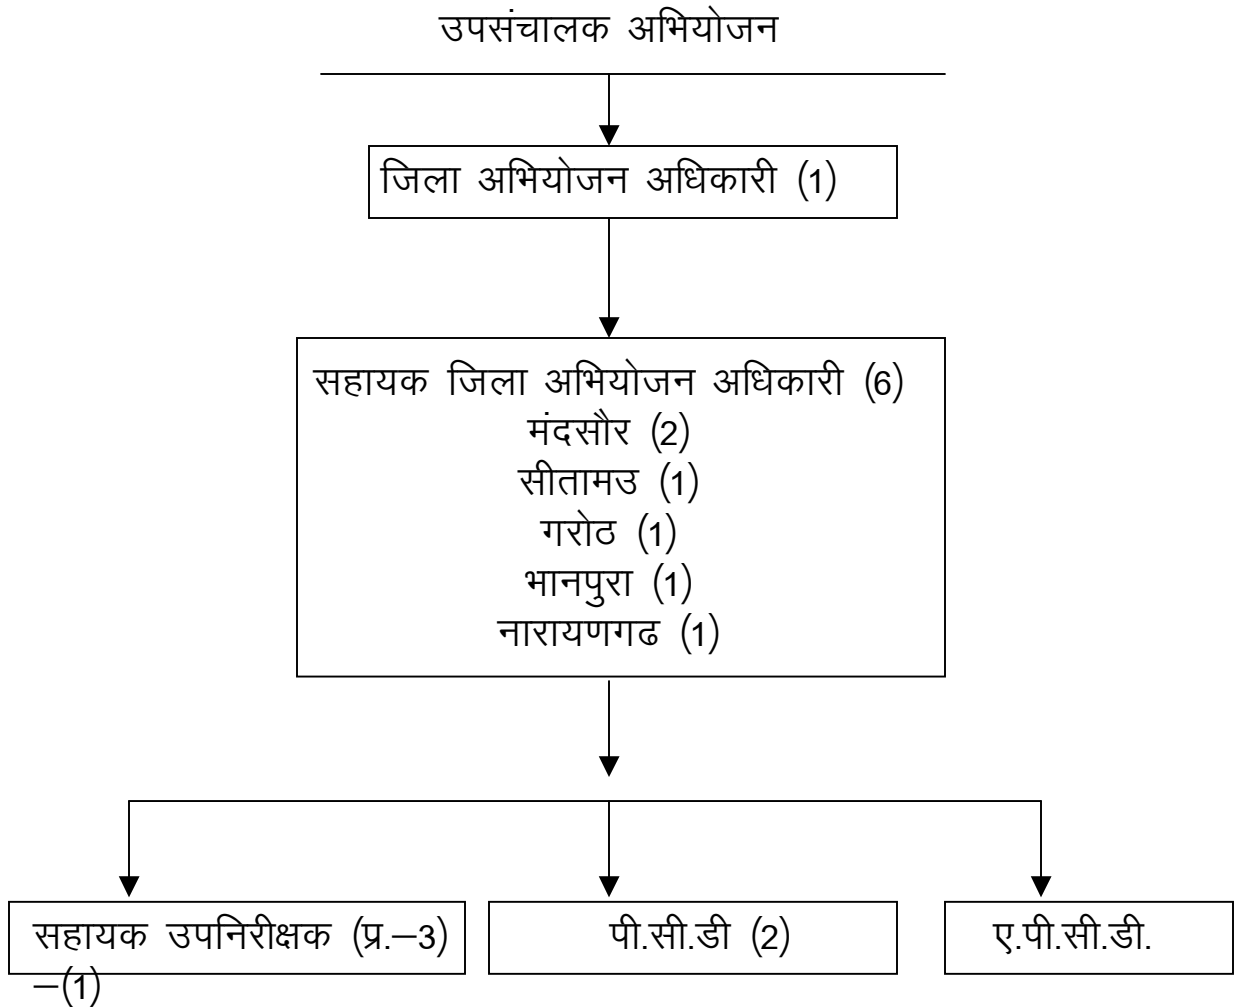 उपसंचालक अभियोजन
जिला अभियोजन अधिकारी (1)
सहायक जिला अभियोजन अधिकारी (6)
मंदसौर (2)
सीतामउ (1)
गरोठ (1)
भानपुरा (1)
नारायणगढ (1)
सहायक उपनिरीक्षक (प्र.–3)
–(1)
पी.सी.डी (2)
ए.पी.सी.डी.